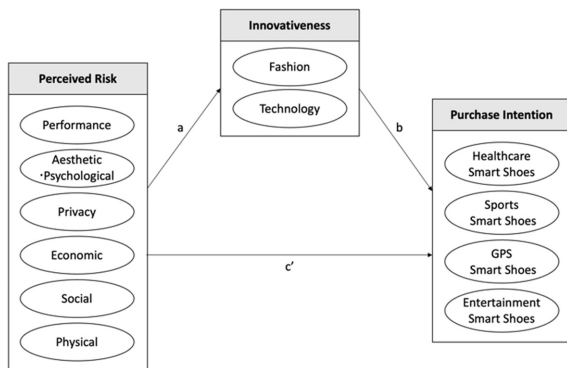 Innovativeness
Fashion
Technology
Perceived Risk
Performance
Aesthetic
·Psychological
Privacy
Economic
Social
Physical
a
b
c’
Purchase Intention
Healthcare
Smart Shoes
Sports
Smart Shoes
GPS
Smart Shoes
Entertainment
Smart Shoes